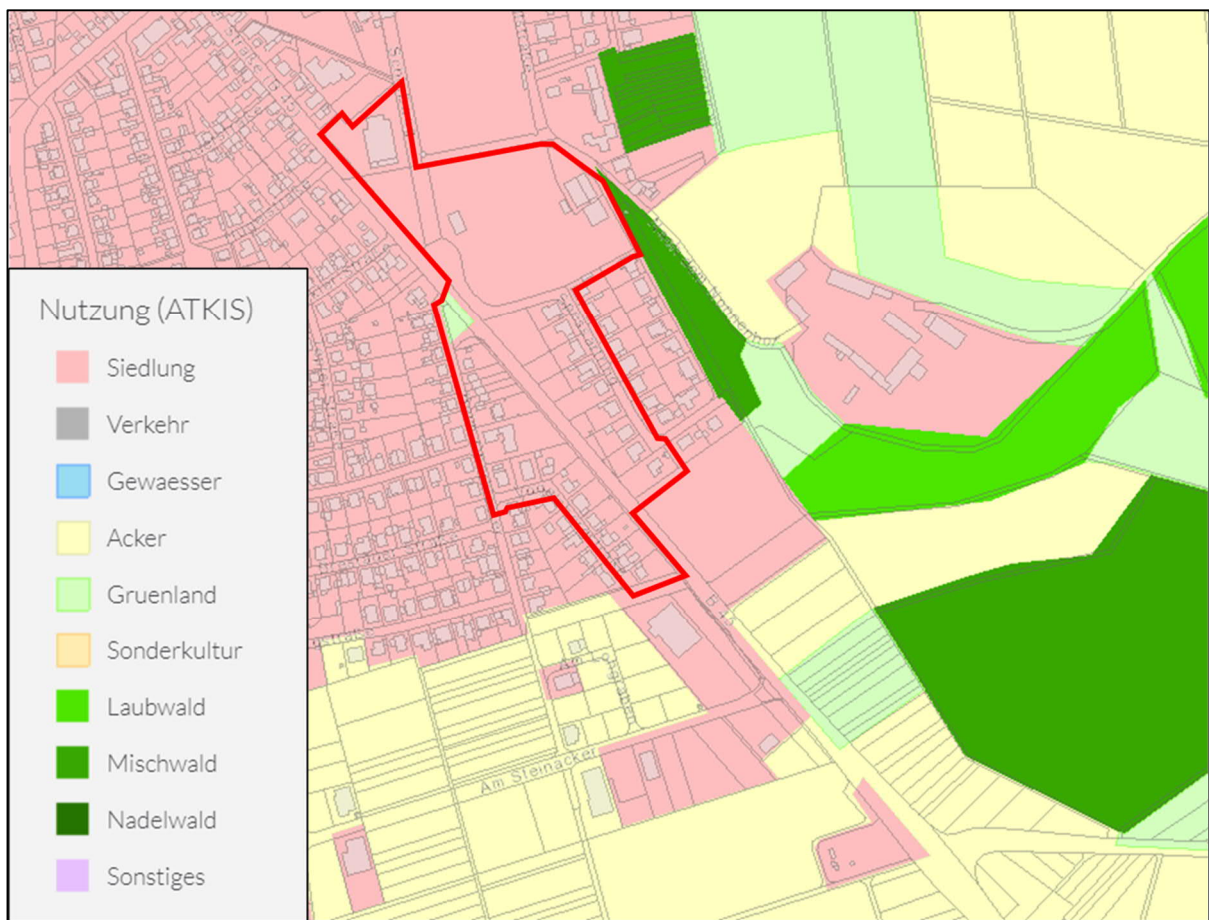 Nutzung (ATKIS)
Siedlung
Verkehr
Gewaesser
Acker
Gruenland
Sonderkultur
Laubwald
Mischwald
Nadelwald
Sonstiges
Am Steinacker